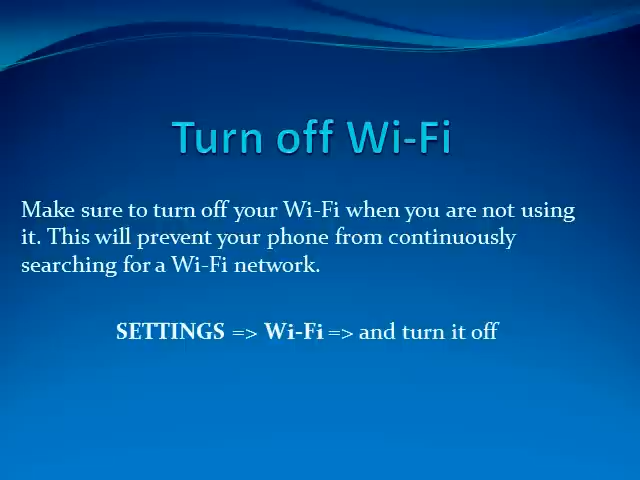 Turn off Wi-Fi
Make sure to turn off your Wi-Fi when you are not using
it. This will prevent your phone from continuously
searching for a Wi-Fi network.
SETTINGS => Wi-Fi => and turn it off